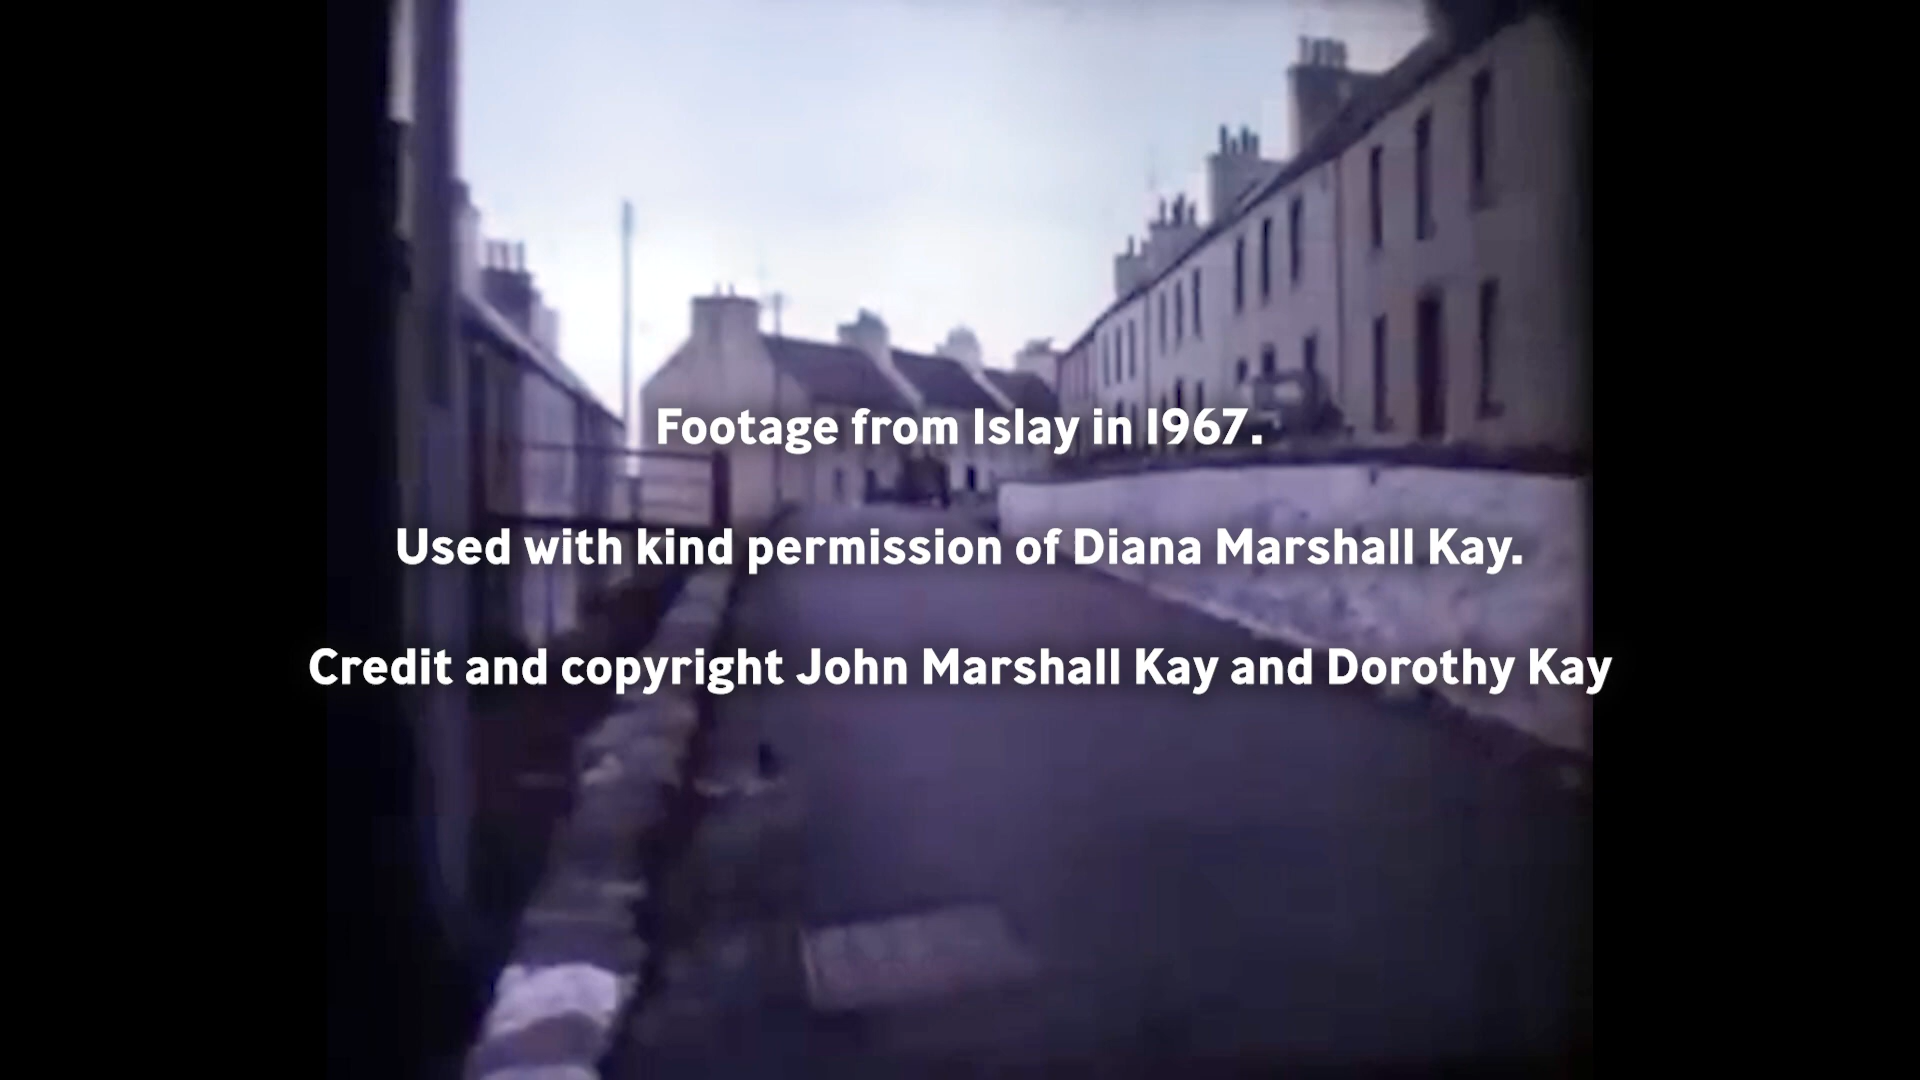 Footage from Islay in 1967.
Used with kind permission of Diana Marshall Kay.
Credit and copyright John Marshall Kay and Dorothy Kay